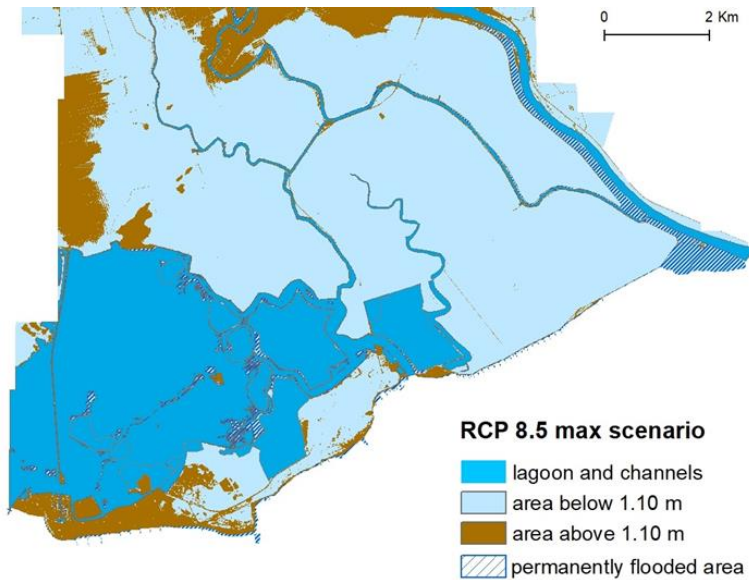 0 2 Km
RCP 8.5 max scenario
lagoon and channels
area below 1.10 m
area above 1.10 m
permanently flooded area